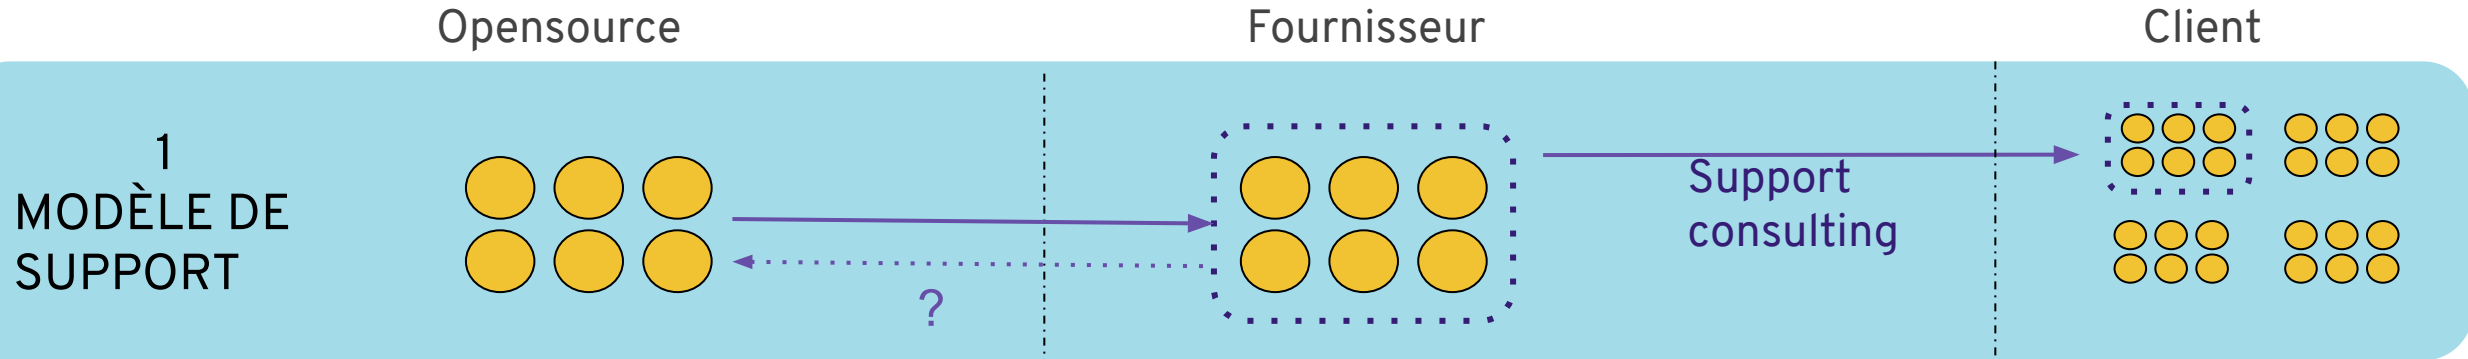 Opensource
Fournisseur
Client
1
MODÈLE DE
SUPPORT
?
Support
consulting